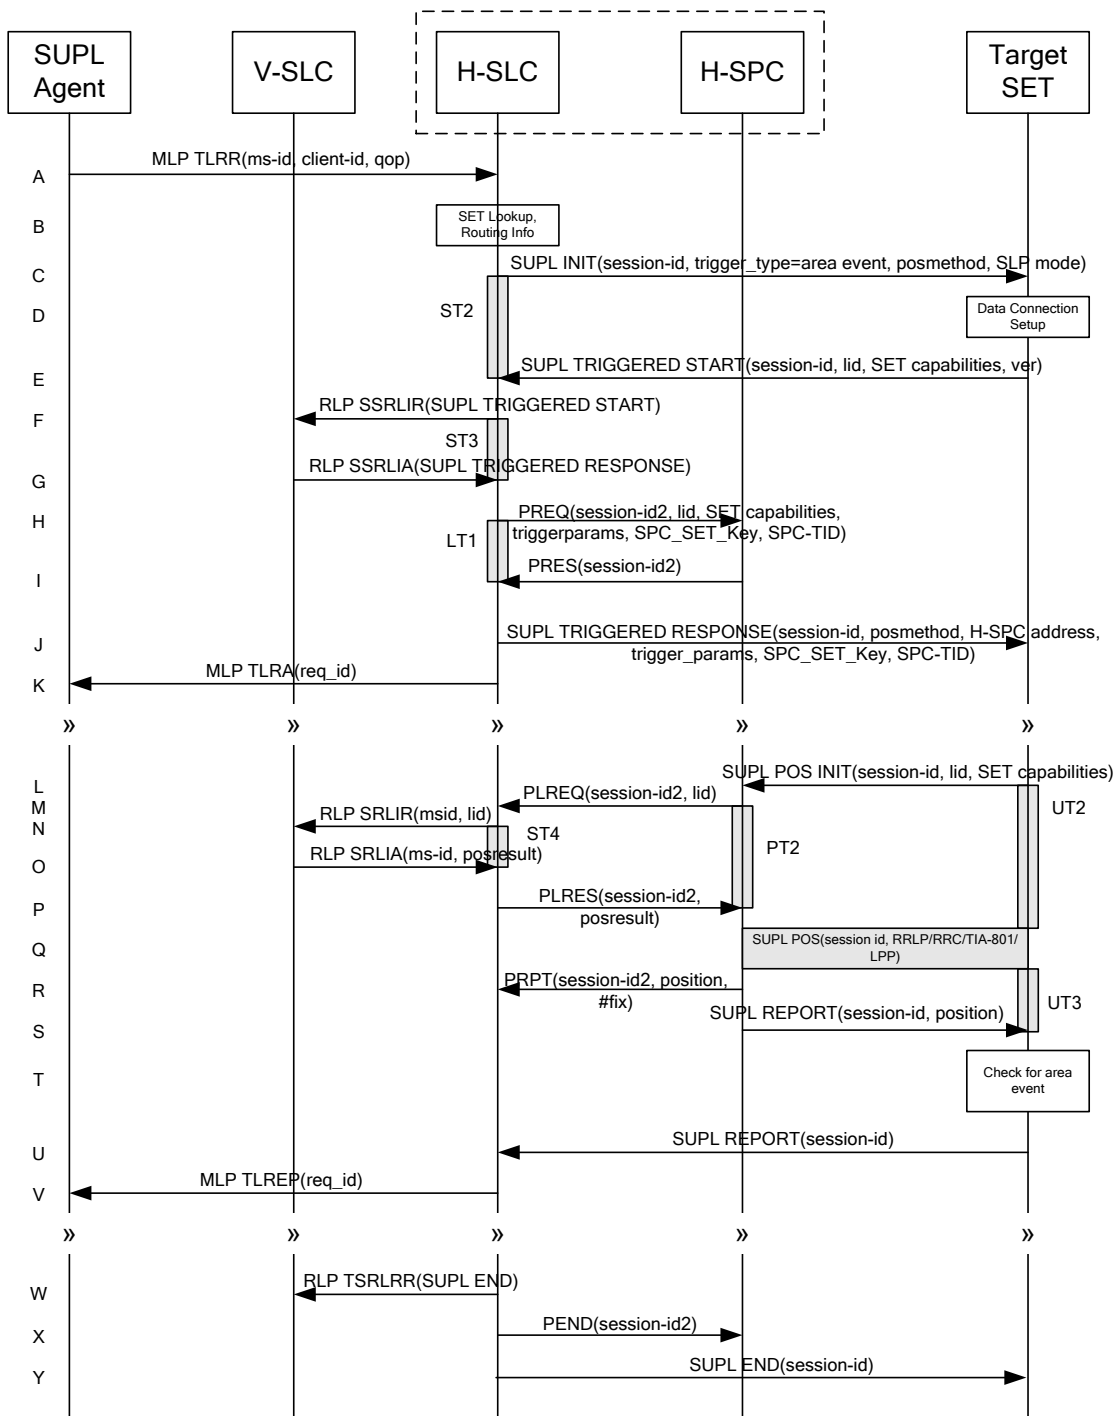 SUPL
Agent
V-SLC
H-SLC
H-SPC
Target
SET
A
MLP TLRR(ms-id, client-id, qop)
B
SET Lookup,
Routing Info
C
SUPL INIT(session-id, trigger_type=area event, posmethod, SLP mode)
D
ST2
Data Connection
Setup
E
SUPL TRIGGERED START(session-id, lid, SET capabilities, ver)
F
RLP SSRLIR(SUPL TRIGGERED START)
ST3
G
RLP SSRLIA(SUPL TRIGGERED RESPONSE)
H
PREQ(session-id2, lid, SET capabilities,
triggerparams, SPC_SET_Key, SPC-TID)
LT1
I
PRES(session-id2)
J
SUPL TRIGGERED RESPONSE(session-id, posmethod, H-SPC address,
trigger_params, SPC_SET_Key, SPC-TID)
K
MLP TLRA(req_id)
»
»
»
»
»
L
SUPL POS INIT(session-id, lid, SET capabilities)
M
PLREQ(session-id2, lid)
UT2
N
RLP SRLIR(msid, lid)
ST4
PT2
O
RLP SRLIA(ms-id, posresult)
P
PLRES(session-id2,
posresult)
Q
SUPL POS(session id, RRLP/RRC/TIA-801/
LPP)
R
PRPT(session-id2, position,
#fix)
UT3
S
SUPL REPORT(session-id, position)
T
Check for area
event
U
SUPL REPORT(session-id)
V
MLP TLREP(req_id)
»
»
»
»
»
W
RLP TSRLRR(SUPL END)
X
PEND(session-id2)
Y
SUPL END(session-id)